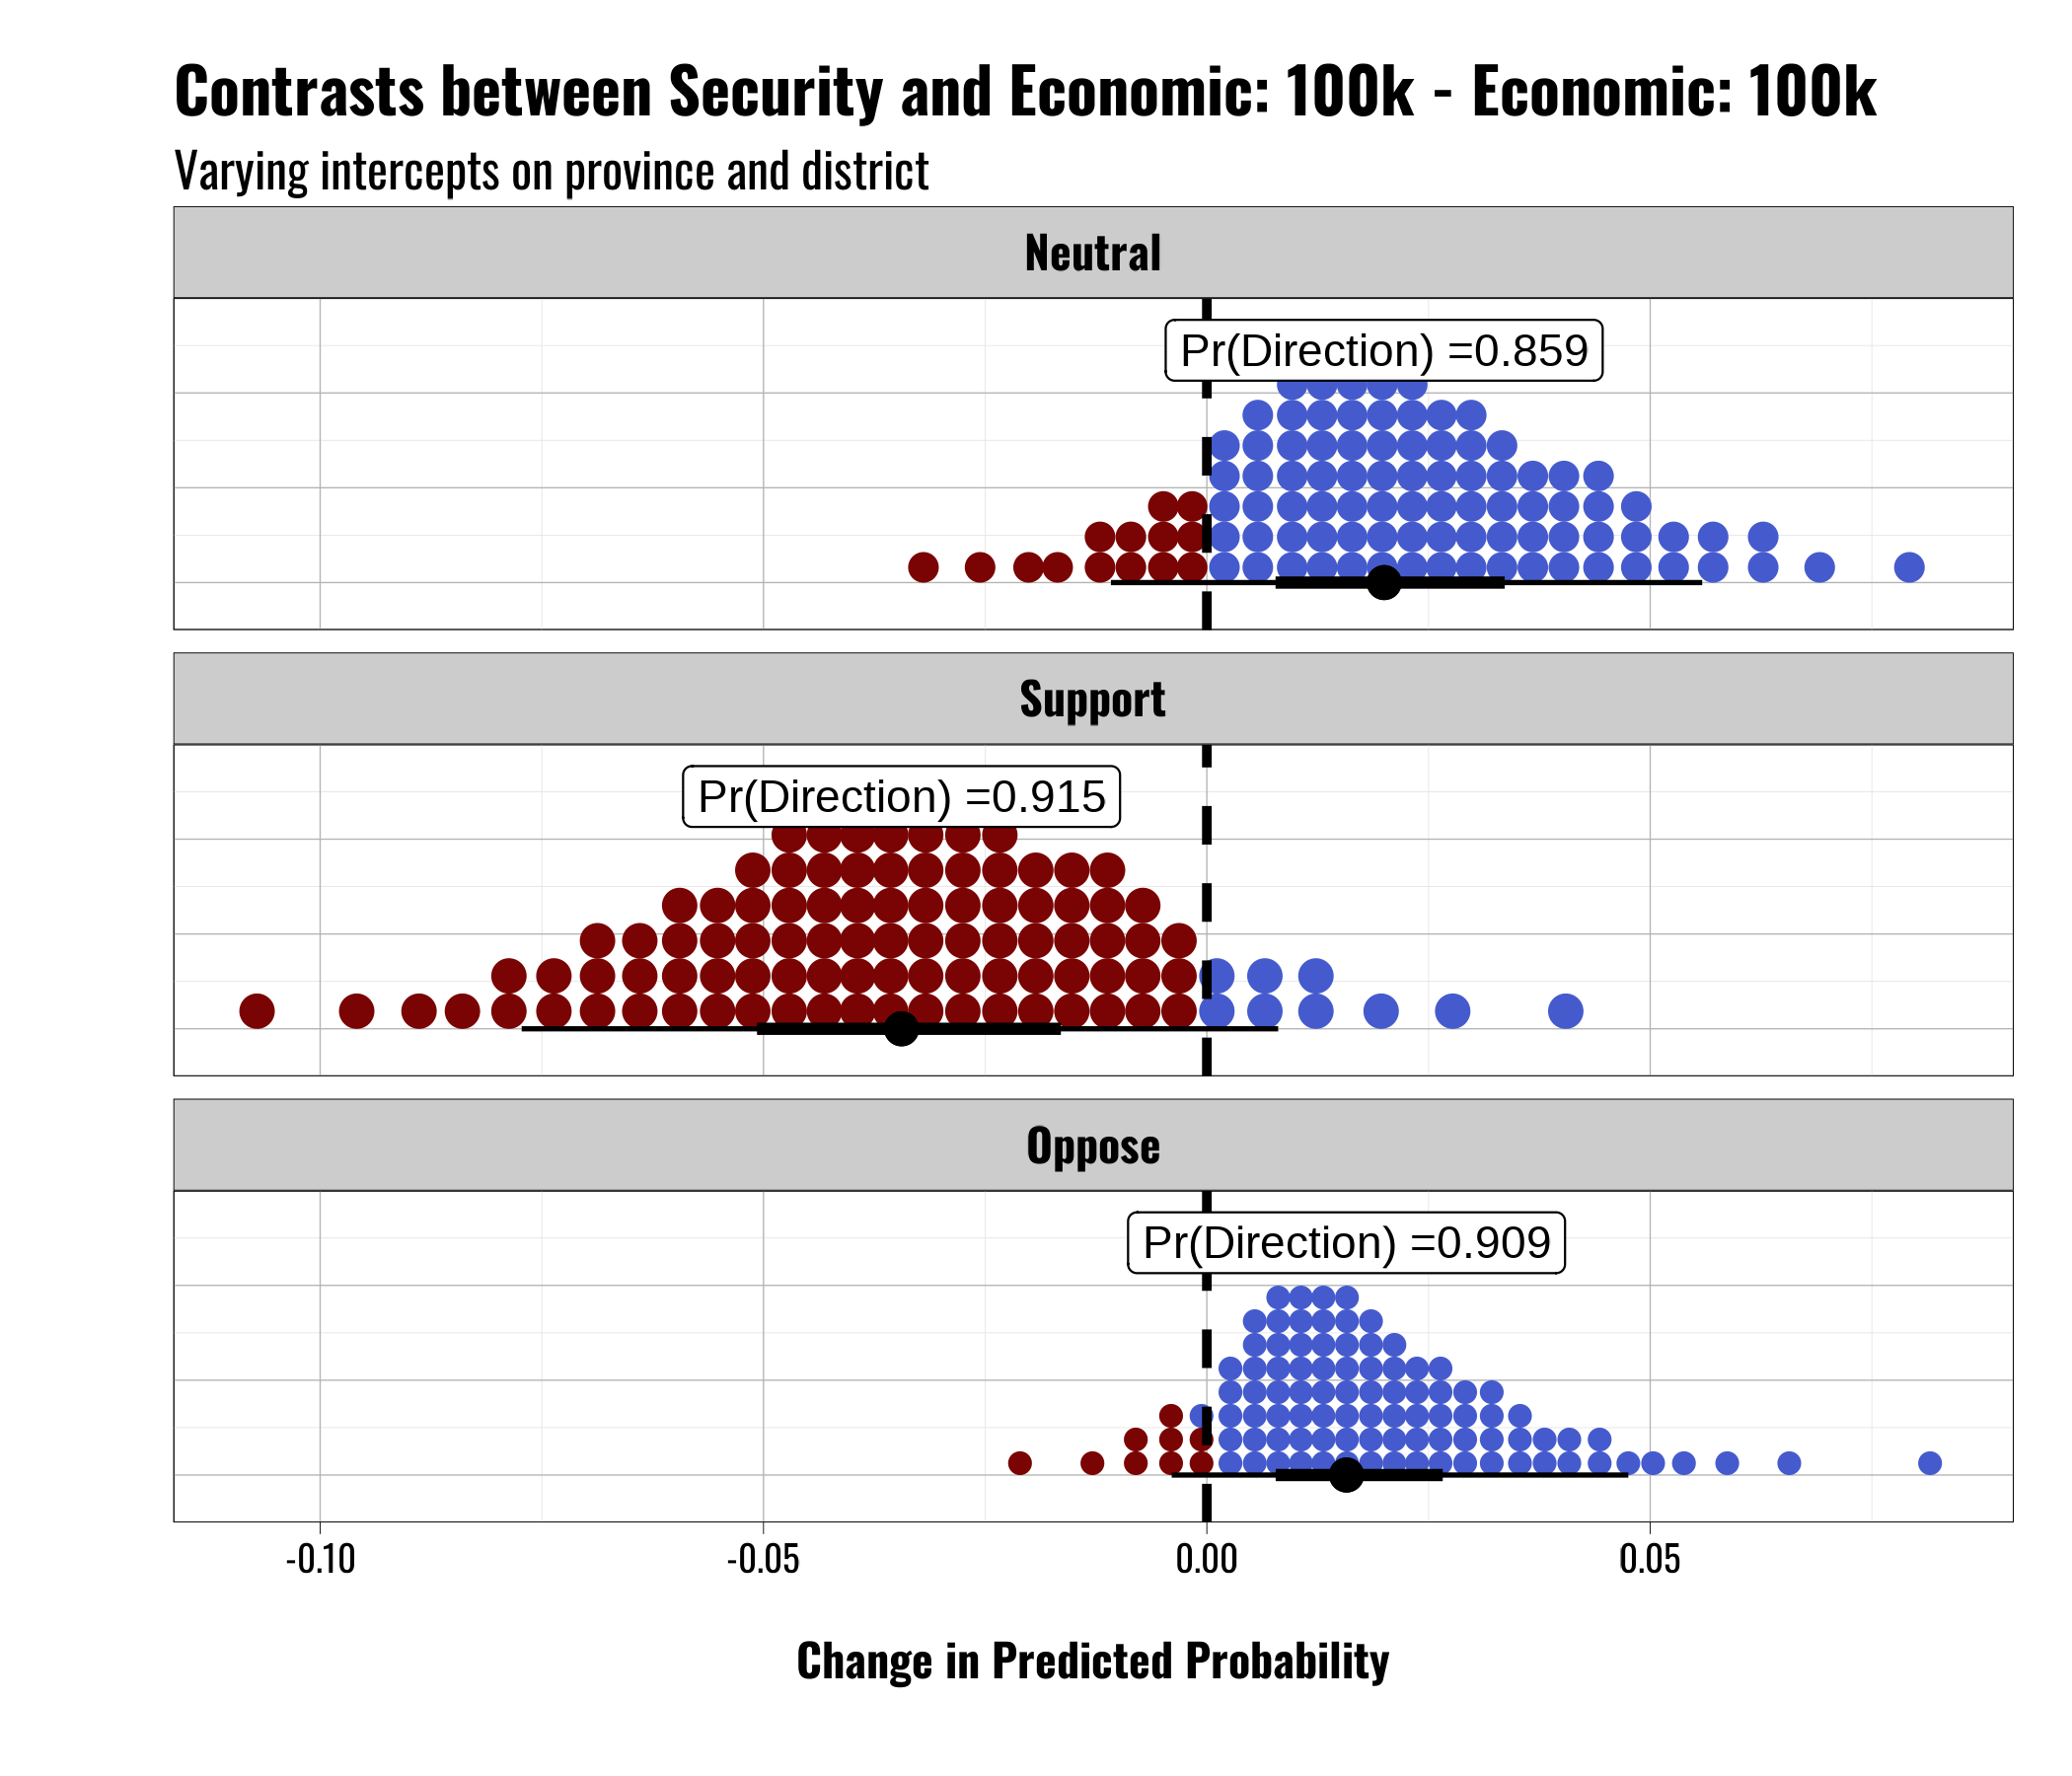 Contrasts between Security and Economic: 100k - Economic: 100k
Varying intercepts on province and district
Neutral
Pr(Direction) =0.859
Support
Pr(Direction) =0.915
Oppose
Pr(Direction) =0.909
-0.10 -0.05 0.00 0.05
Change in Predicted Probability